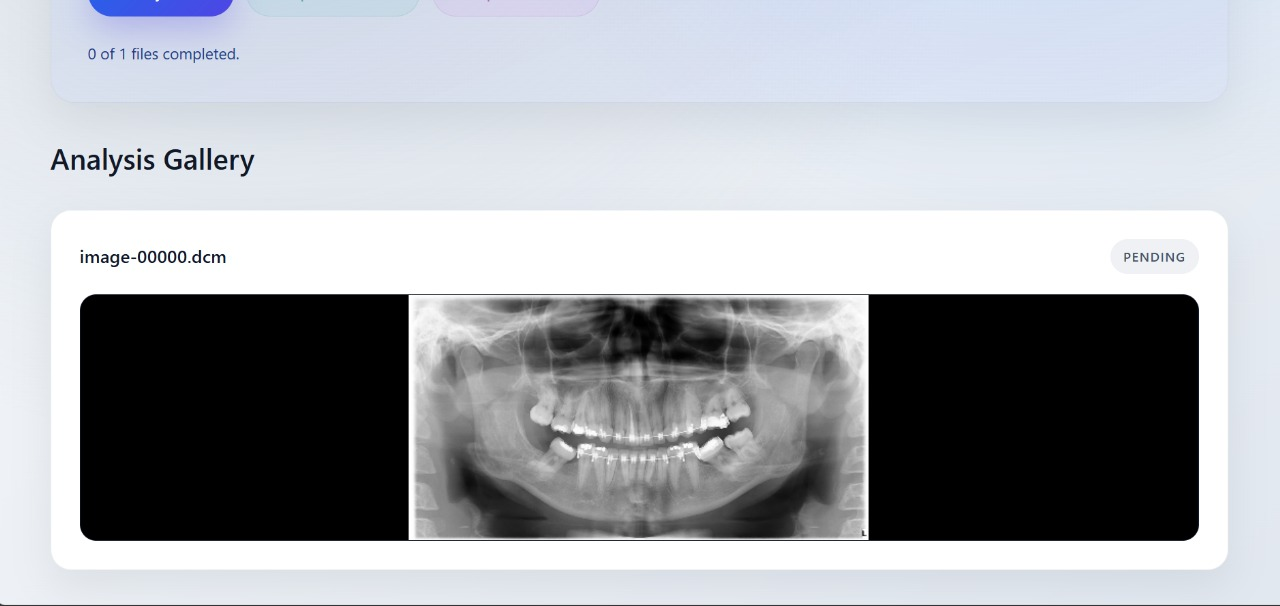 0 of 1 files completed.
Analysis Gallery
image-00000.dcm
PENDING
L